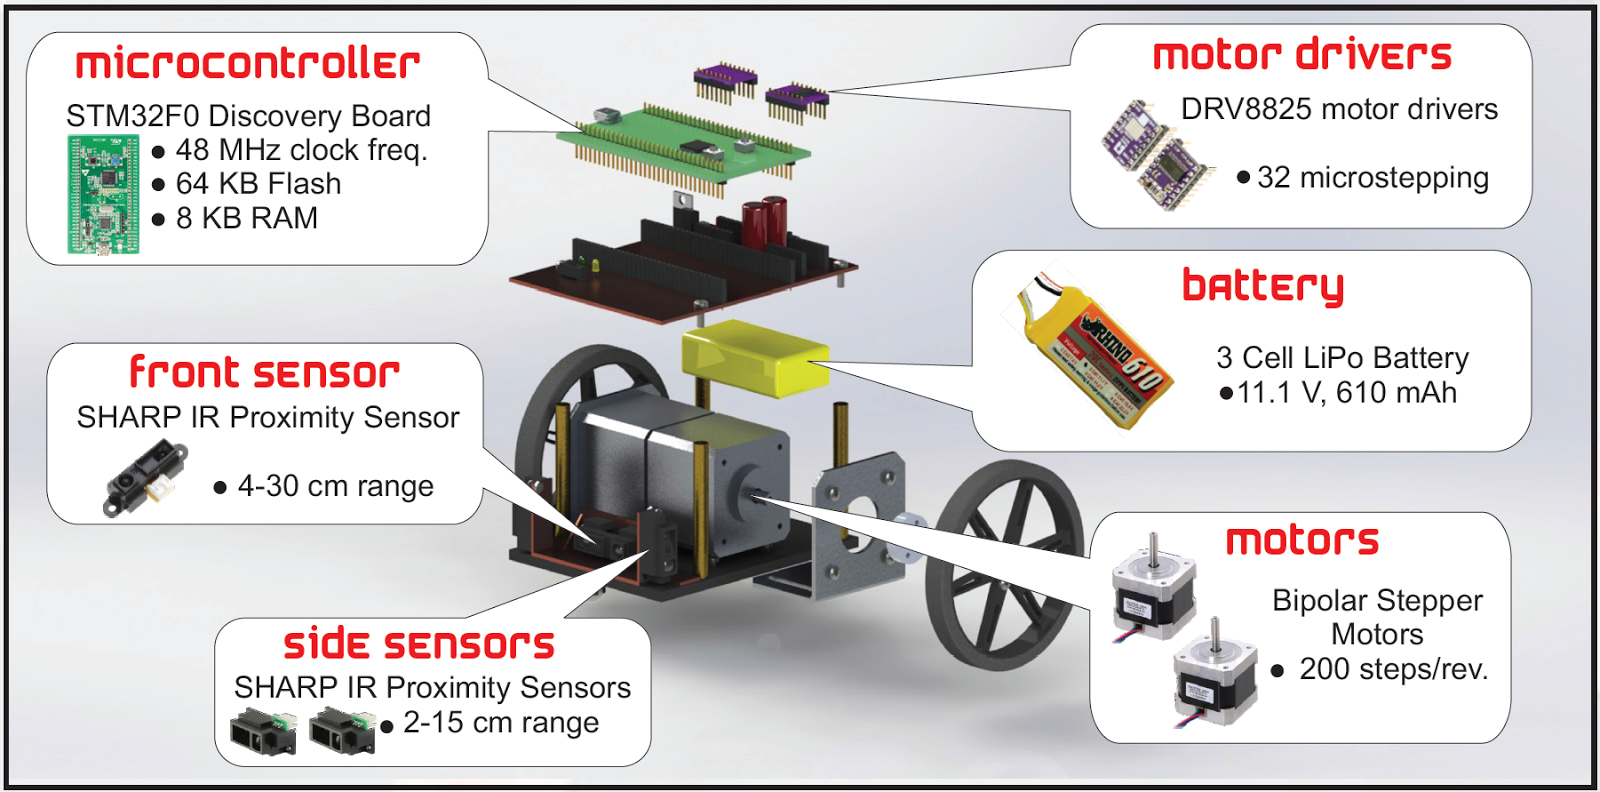 microcontroller
STM32F0 Discovery Board
● 48 MHz clock freq.
● 64 KB Flash
● 8 KB RAM
motor drivers
DRV8825 motor drivers
● 32 microstepping
battery
RHINO
610
3 Cell LiPo Battery
● 11.1 V, 610 mAh
front sensor
SHARP IR Proximity Sensor
● 4-30 cm range
motors
Bipolar Stepper
Motors
● 200 steps/rev.
side sensors
SHARP IR Proximity Sensors
● 2-15 cm range